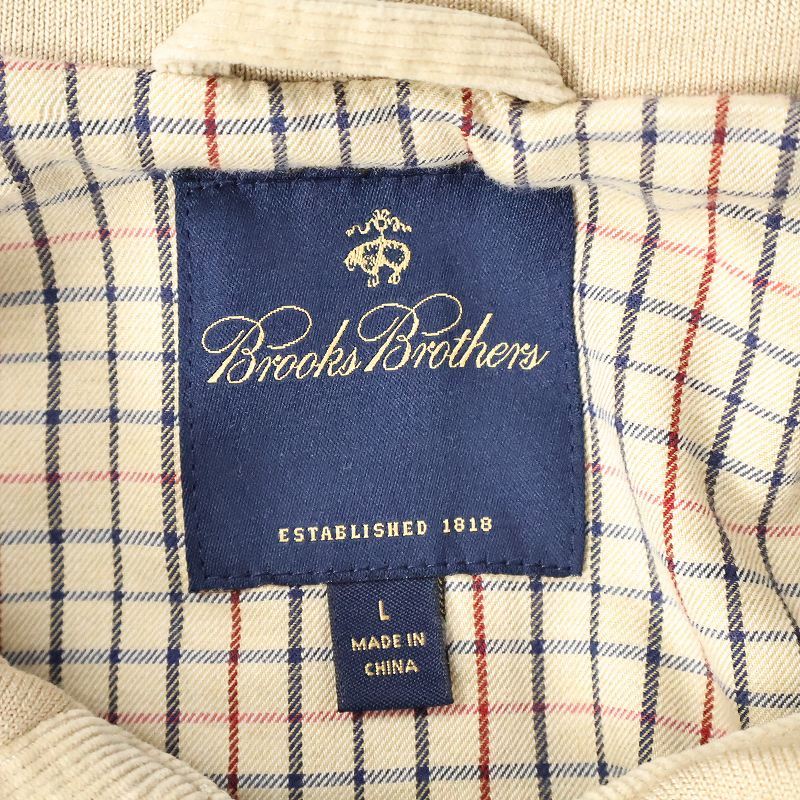 Brooks Brothers
ESTABLISHED 1818
L
MADE IN
CHINA